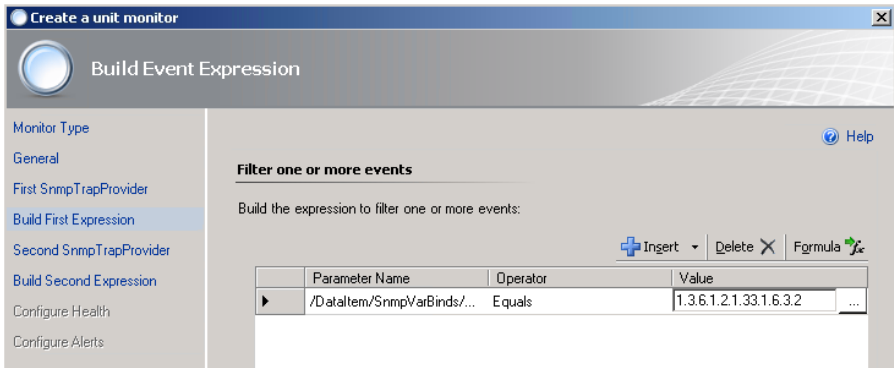 Create a unit monitor
Build Event Expression
Monitor Type
General
First SnmpTrapProvider
Build First Expression
Second SnmpTrapProvider
Build Second Expression
Configure Health
Configure Alerts
Help
Filter one or more events
Build the expression to filter one or more events:
Insert Delete Formula fx
Parameter Name Operator Value
/DataItem/SnmpVarBinds/... Equals 1.3.6.1.2.1.33.1.6.3.2 ...